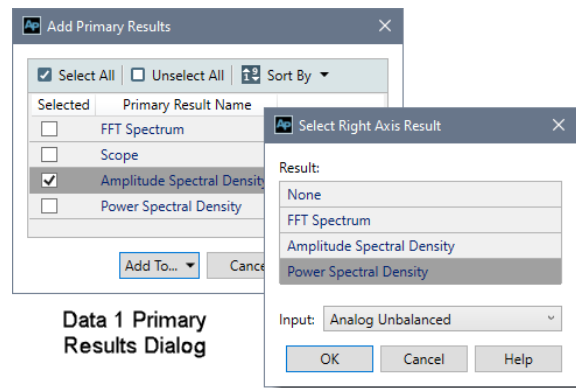 Ap Add Primary Results
Select All Unselect All Sort By
Selected Primary Result Name
FFT Spectrum
Scope
Amplitude Spectral Density
Power Spectral Density
Add To...
Data 1 Primary
Results Dialog
Ap Select Right Axis Result
Result:
None
FFT Spectrum
Amplitude Spectral Density
Power Spectral Density
Input: Analog Unbalanced
OK Cancel Help